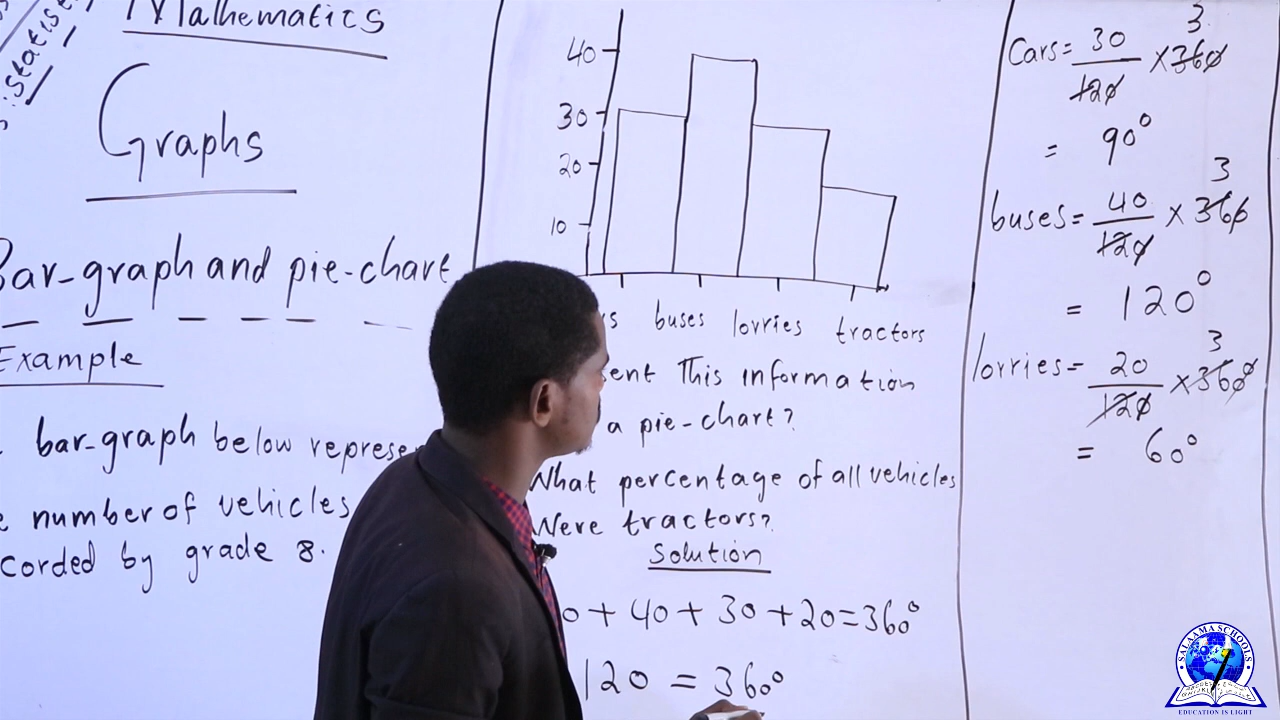 Mathematics
:Statist
Graphs
Bar-graph and pie-chart
Example
bar-graph below represe
number of vehicles
corded by grade 8.
40
30
20
10
s buses lorries tractors
ent This information
a pie-chart?
What percentage of all vehicles
Were tractors?
Solution
0 + 40 + 30 + 20 = 360°
120 = 360°
3
Cars = 30/120 × 360
= 90°
3
buses = 40/120 × 360
= 120°
3
lorries = 20/120 × 360°
= 60°
SALAAMA SCHOOLS
EDUCATION IS LIGHT